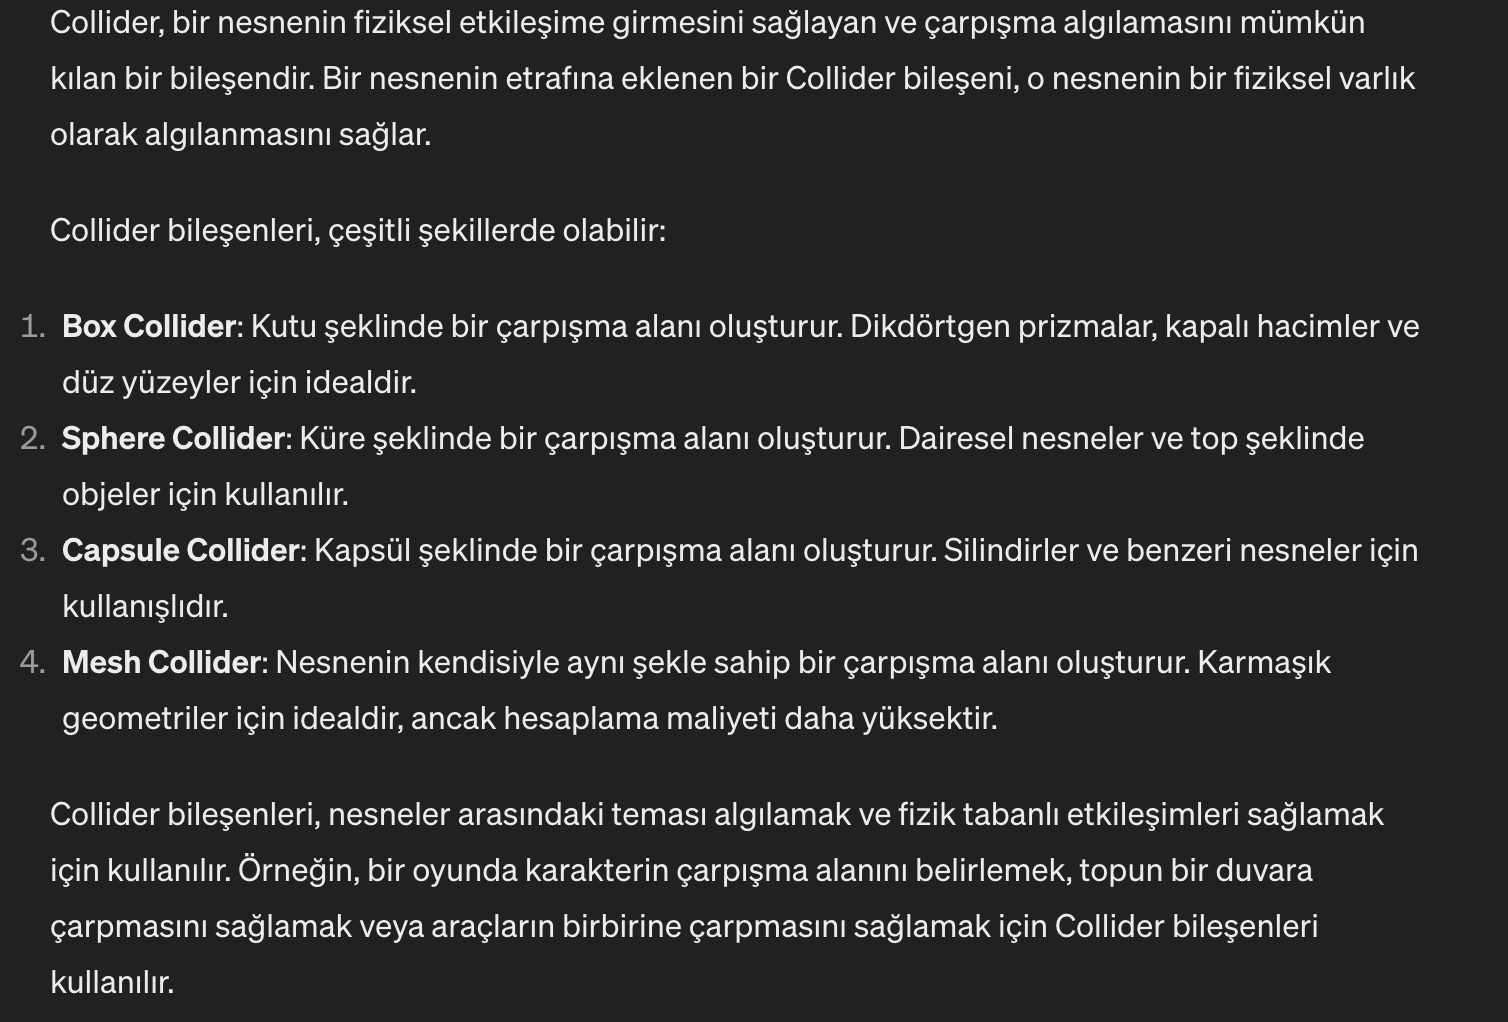 Collider, bir nesnenin fiziksel etkileşime girmesini sağlayan ve çarpışma algılamasını mümkün
kılan bir bileşendir. Bir nesnenin etrafına eklenen bir Collider bileşeni, o nesnenin bir fiziksel varlık
olarak algılanmasını sağlar.
Collider bileşenleri, çeşitli şekillerde olabilir:
1. Box Collider: Kutu şeklinde bir çarpışma alanı oluşturur. Dikdörtgen prizmalar, kapalı hacimler ve
düz yüzeyler için idealdir.
2. Sphere Collider: Küre şeklinde bir çarpışma alanı oluşturur. Dairesel nesneler ve top şeklinde
objeler için kullanılır.
3. Capsule Collider: Kapsül şeklinde bir çarpışma alanı oluşturur. Silindirler ve benzeri nesneler için
kullanışlıdır.
4. Mesh Collider: Nesnenin kendisiyle aynı şekle sahip bir çarpışma alanı oluşturur. Karmaşık
geometriler için idealdir, ancak hesaplama maliyeti daha yüksektir.
Collider bileşenleri, nesneler arasındaki teması algılamak ve fizik tabanlı etkileşimleri sağlamak
için kullanılır. Örneğin, bir oyunda karakterin çarpışma alanını belirlemek, topun bir duvara
çarpmasını sağlamak veya araçların birbirine çarpmasını sağlamak için Collider bileşenleri
kullanılır.